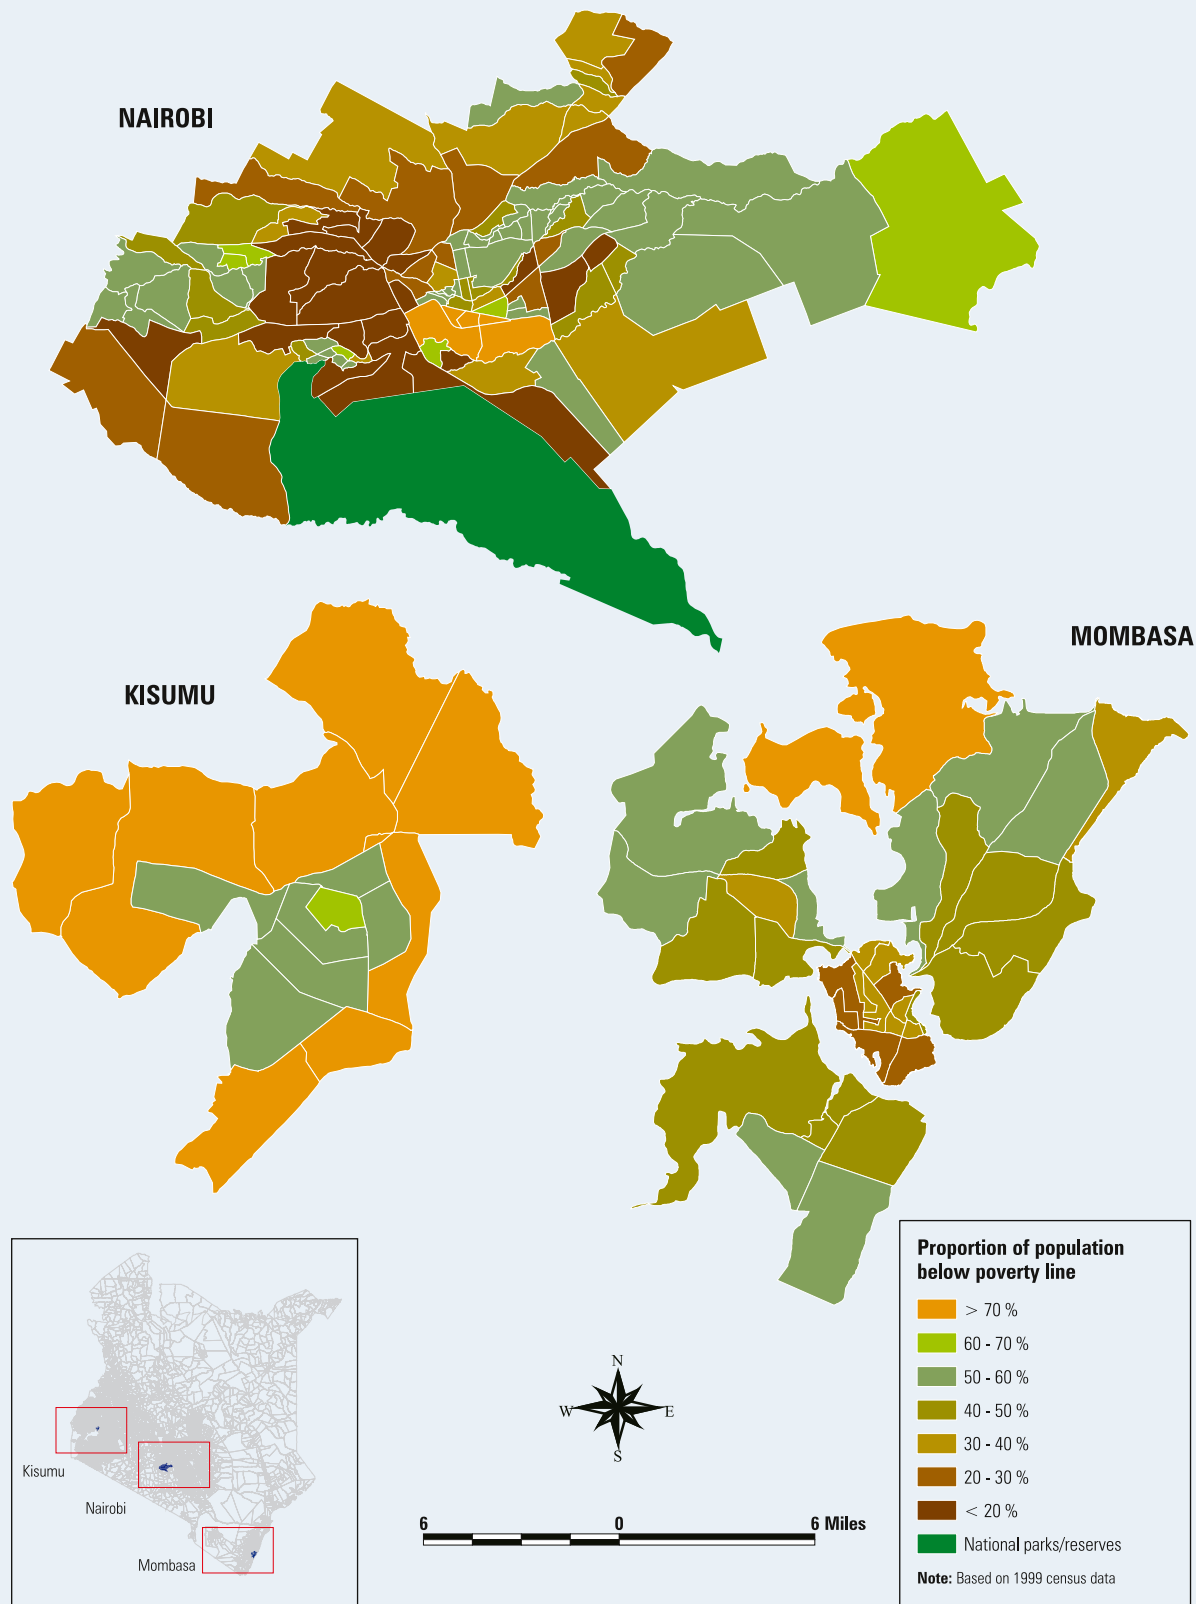 NAIROBI
MOMBASA
KISUMU
Kisumu
Nairobi
Mombasa
N
W E
S
6 0 6 Miles
Proportion of population
below poverty line
> 70 %
60 - 70 %
50 - 60 %
40 - 50 %
30 - 40 %
20 - 30 %
< 20 %
National parks/reserves
Note: Based on 1999 census data